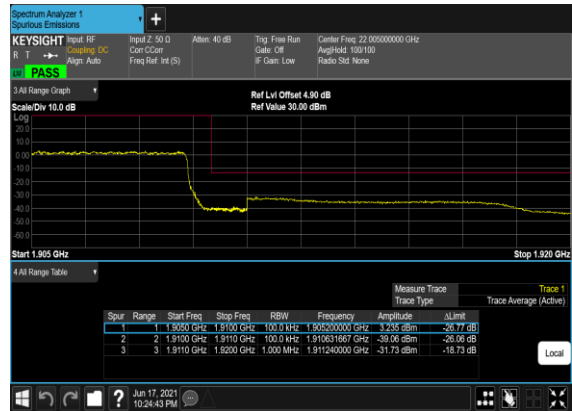 Spectrum Analyzer 1
Spurious Emissions
+
KEYSIGHT Input: RF Input Z: 50 Ω Atten: 40 dB Trig: Free Run Center Freq: 22.005000000 GHz
R T Coupling: DC Corr CCorr Gate: Off Avg|Hold: 100/100
Align: Auto Freq Ref: Int (S) IF Gain: Low Radio Std: None
PASS
3 All Range Graph
Ref Lvl Offset 4.90 dB
Scale/Div 10.0 dB Ref Value 30.00 dBm
Log
20.0
10.0
0.00
-10.0
-20.0
-30.0
-40.0
-50.0
-60.0
Start 1.905 GHz Stop 1.920 GHz
4 All Range Table
Measure Trace Trace 1
Trace Type Trace Average (Active)
Spur Range Start Freq Stop Freq RBW Frequency Amplitude ΔLimit
1 1 1.9050 GHz 1.9100 GHz 100.0 kHz 1.905200000 GHz 3.235 dBm -26.77 dB
2 2 1.9100 GHz 1.9110 GHz 100.0 kHz 1.910631667 GHz -39.06 dBm -26.06 dB
3 3 1.9110 GHz 1.9200 GHz 1.000 MHz 1.911240000 GHz -31.73 dBm -18.73 dB
Local
? Jun 17, 2021
10:24:43 PM